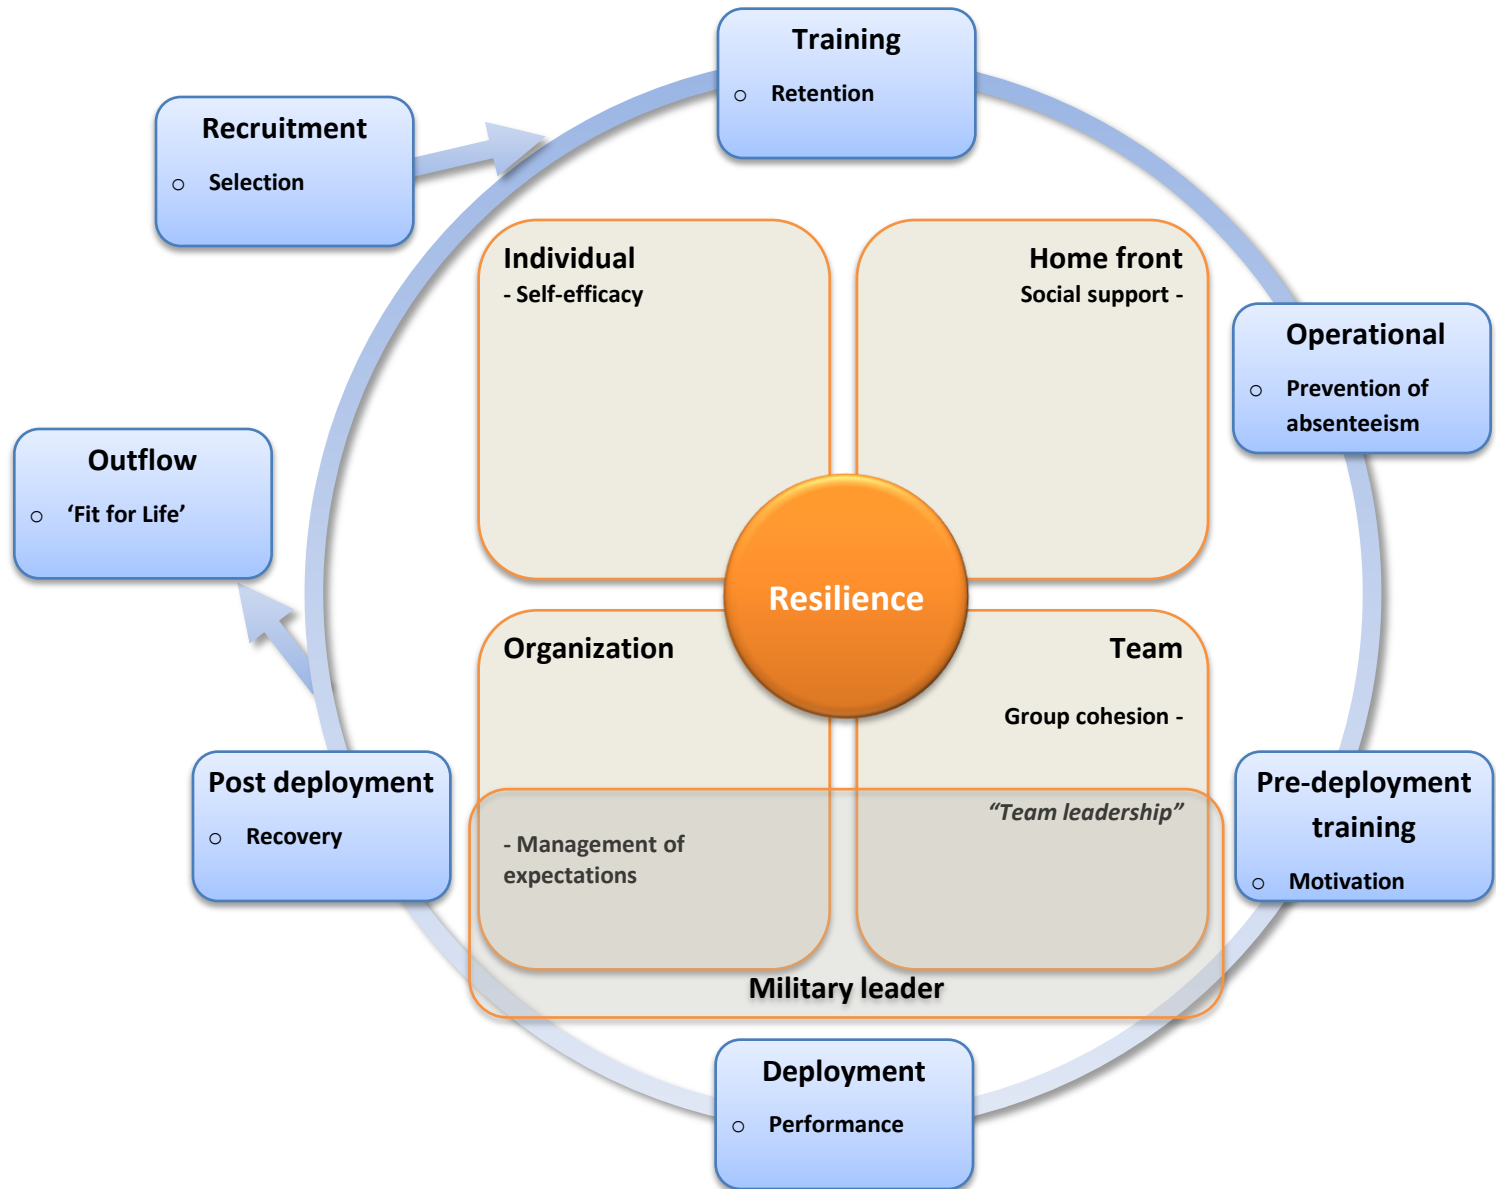 Training
o Retention
Recruitment
o Selection
Individual
- Self-efficacy
Home front
Social support -
Operational
o Prevention of
absenteeism
Outflow
o ‘Fit for Life’
Resilience
Organization
Team
Group cohesion -
“Team leadership”
- Management of
expectations
Military leader
Post deployment
o Recovery
Pre-deployment
training
o Motivation
Deployment
o Performance